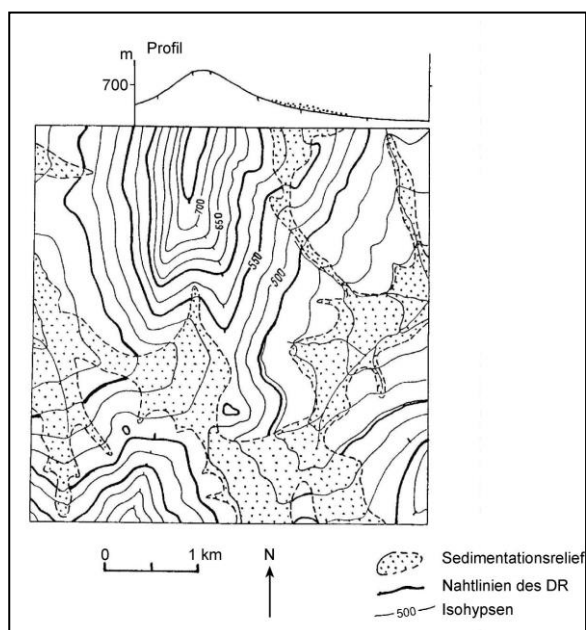 Profil
m
700
700
650
550
500
0 1 km
N
Sedimentationsrelief
Nahtlinien des DR
500 Isohypsen